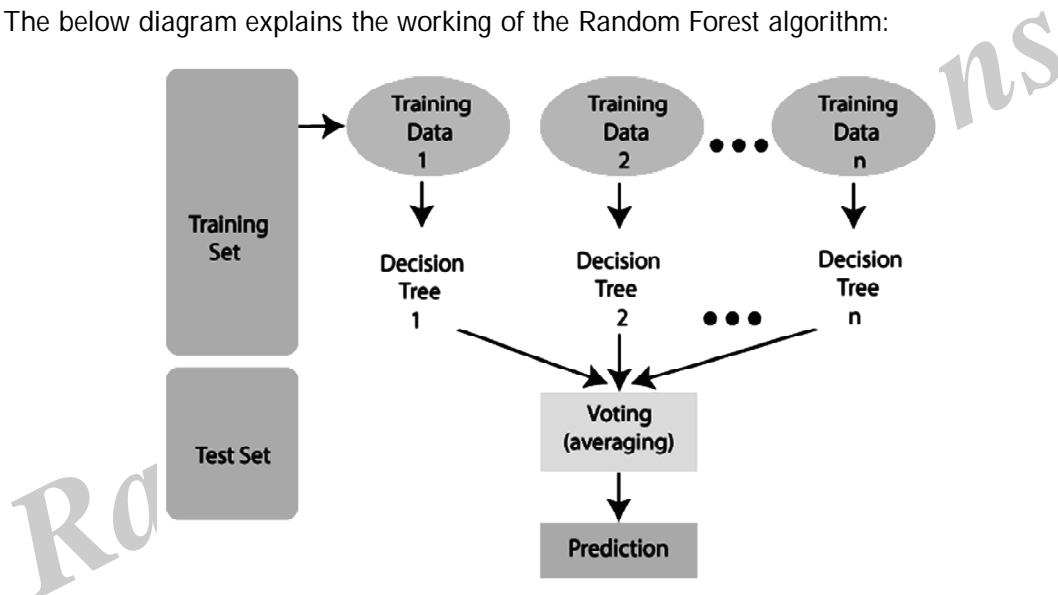 The below diagram explains the working of the Random Forest algorithm:
Training
Data
1
Training
Data
2
Training
Data
n
Training
Set
Decision
Tree
1
Decision
Tree
2
Decision
Tree
n
Voting
(averaging)
Test Set
Prediction